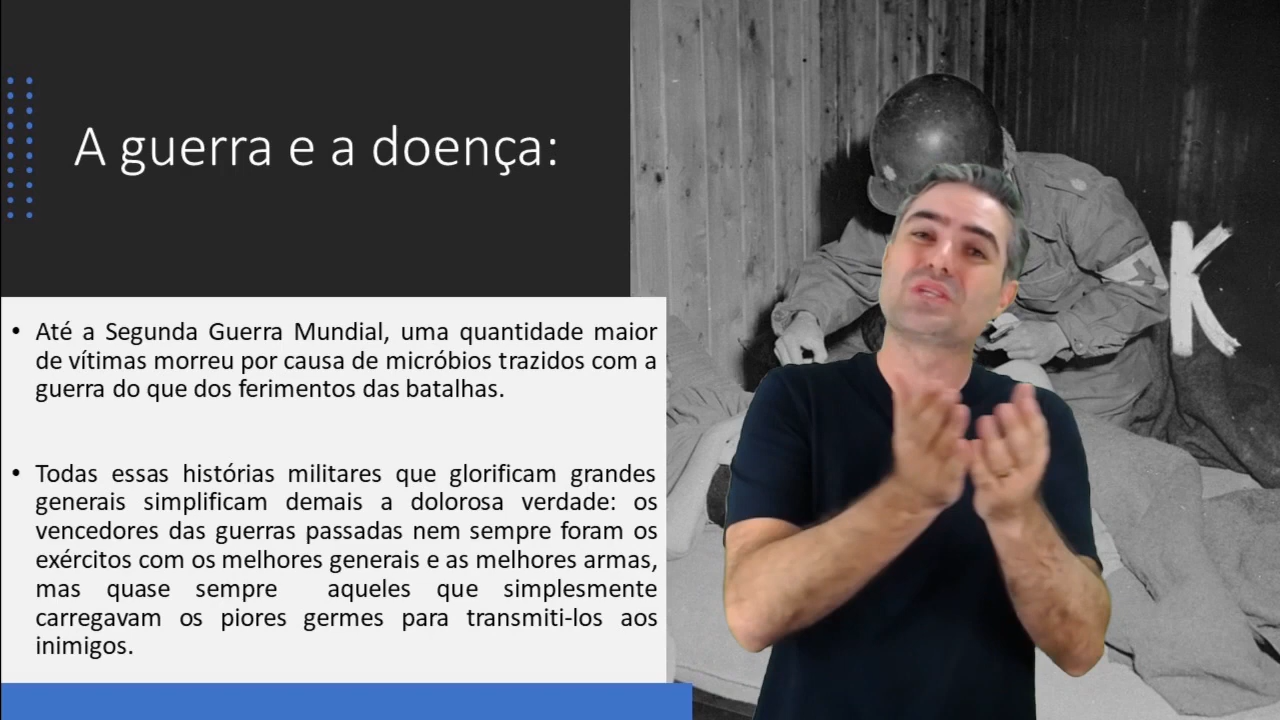 A guerra e a doença:
• Até a Segunda Guerra Mundial, uma quantidade maior
de vítimas morreu por causa de micróbios trazidos com a
guerra do que dos ferimentos das batalhas.
• Todas essas histórias militares que glorificam grandes
generais simplificam demais a dolorosa verdade: os
vencedores das guerras passadas nem sempre foram os
exércitos com os melhores generais e as melhores armas,
mas quase sempre aqueles que simplesmente
carregavam os piores germes para transmiti-los aos
inimigos.
K